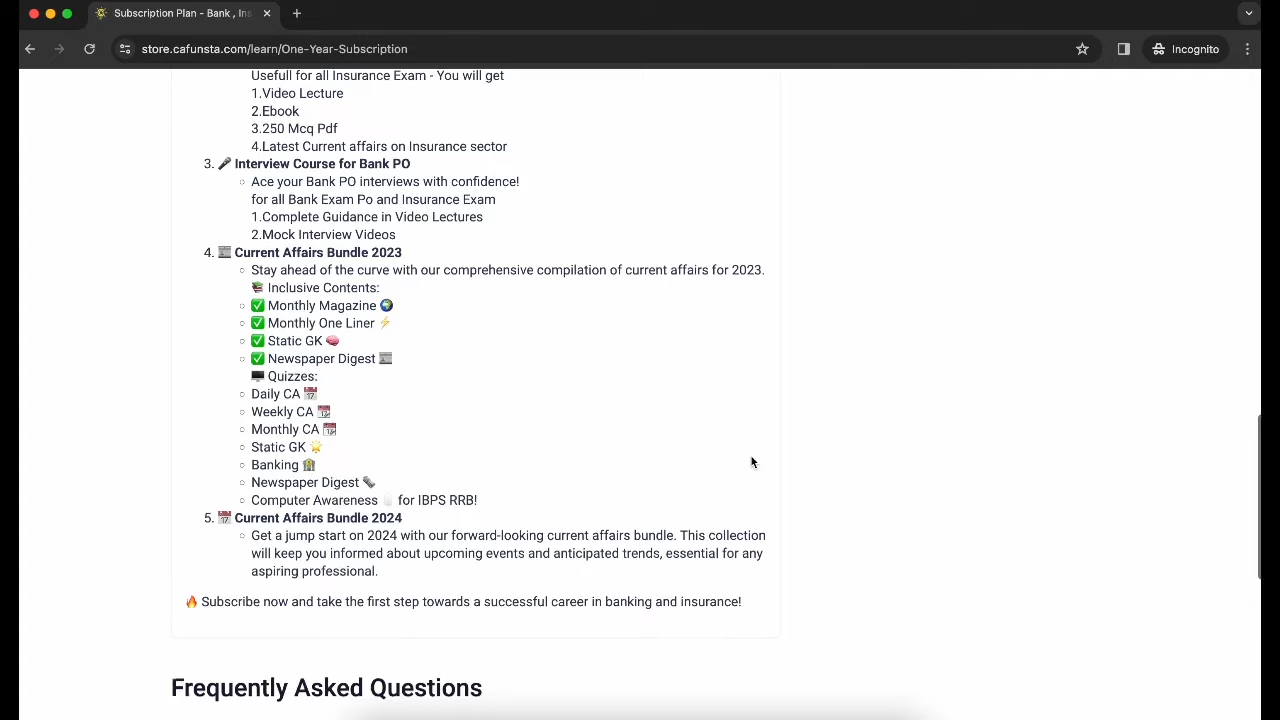 Subscription Plan - Bank , Ins
store.cafunsta.com/learn/One-Year-Subscription
Incognito
Usefull for all Insurance Exam - You will get
1.Video Lecture
2.Ebook
3.250 Mcq Pdf
4.Latest Current affairs on Insurance sector
3. 🎤 Interview Course for Bank PO
Ace your Bank PO interviews with confidence!
for all Bank Exam Po and Insurance Exam
1.Complete Guidance in Video Lectures
2.Mock Interview Videos
4. 📰 Current Affairs Bundle 2023
Stay ahead of the curve with our comprehensive compilation of current affairs for 2023.
📚 Inclusive Contents:
✅ Monthly Magazine 🌍
✅ Monthly One Liner ⚡
✅ Static GK 🧠
✅ Newspaper Digest 📰
🖥️ Quizzes:
Daily CA 📅
Weekly CA 📆
Monthly CA 📆
Static GK 🌟
Banking 🏦
Newspaper Digest 🗞️
Computer Awareness for IBPS RRB!
5. 📅 Current Affairs Bundle 2024
Get a jump start on 2024 with our forward-looking current affairs bundle. This collection
will keep you informed about upcoming events and anticipated trends, essential for any
aspiring professional.
🔥 Subscribe now and take the first step towards a successful career in banking and insurance!
Frequently Asked Questions